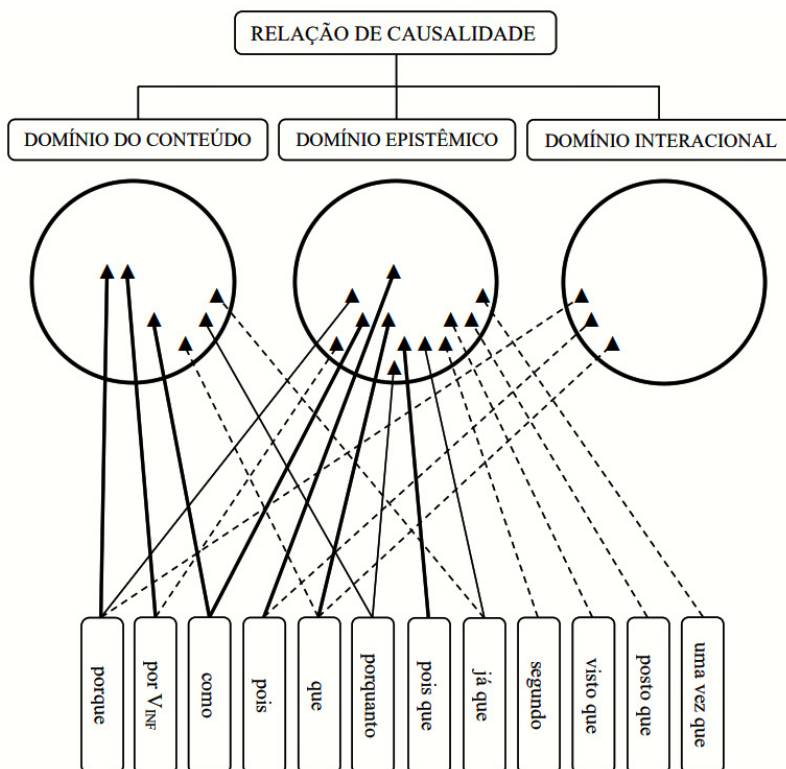 RELAÇÃO DE CAUSALIDADE
DOMÍNIO DO CONTEÚDO
DOMÍNIO EPISTÊMICO
DOMÍNIO INTERACIONAL
porque
por VINF
como
pois
que
porquanto
pois que
já que
segundo
visto que
posto que
uma vez que